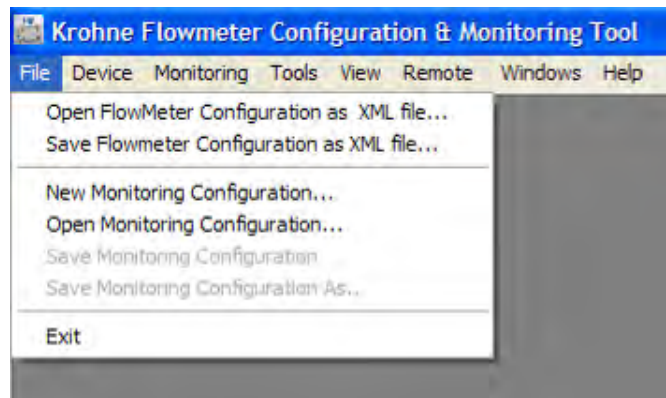 Krohne Flowmeter Configuration & Monitoring Tool
File Device Monitoring Tools View Remote Windows Help
Open FlowMeter Configuration as XML file...
Save Flowmeter Configuration as XML file...
New Monitoring Configuration...
Open Monitoring Configuration...
Save Monitoring Configuration
Save Monitoring Configuration As...
Exit